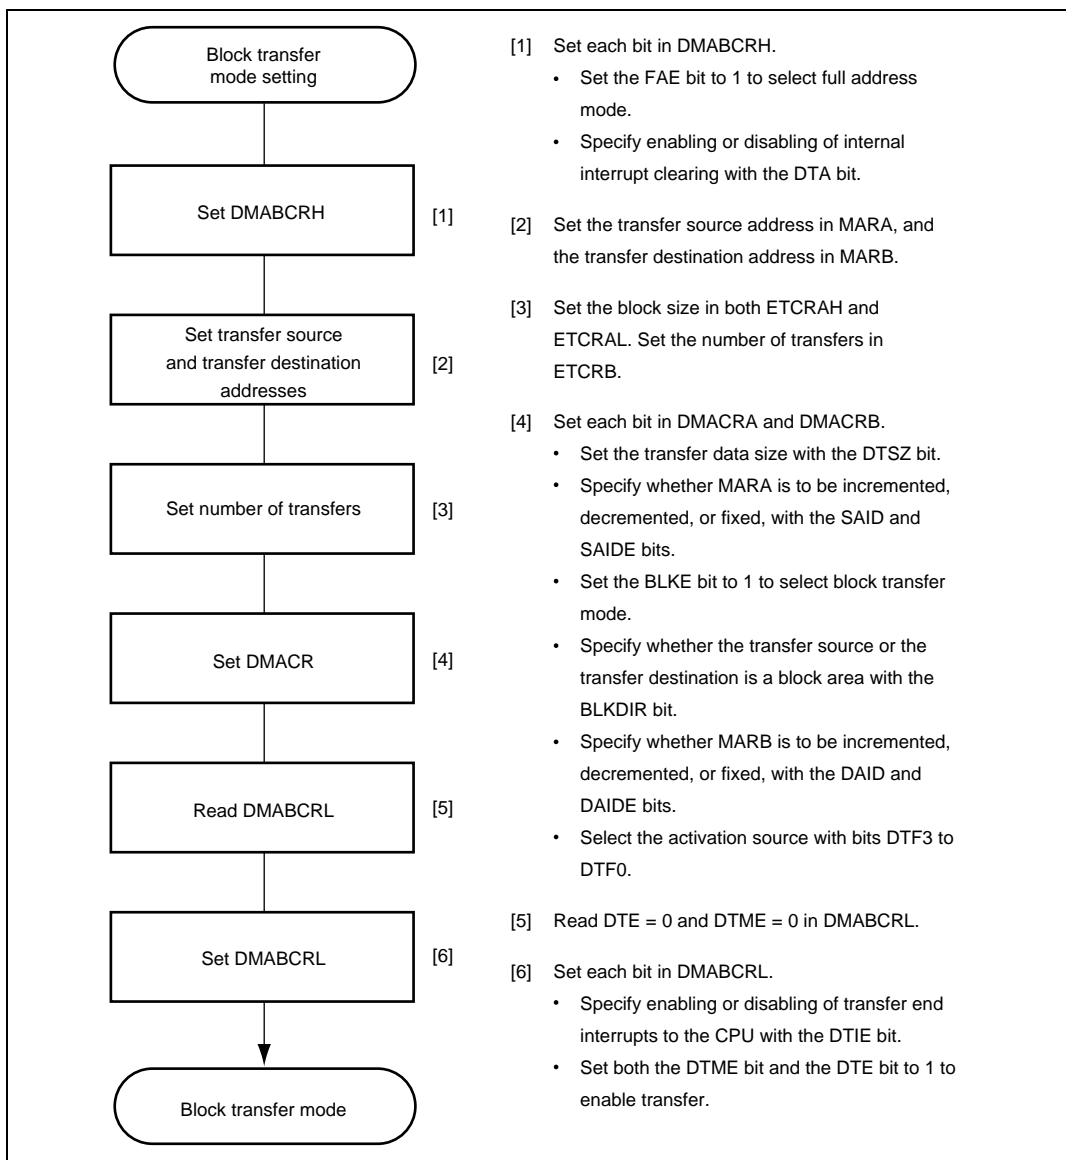 Block transfer
mode setting
Set DMABCRH
[1]
Set transfer source
and transfer destination
addresses
[2]
Set number of transfers
[3]
Set DMACR
[4]
Read DMABCRL
[5]
Set DMABCRL
[6]
Block transfer mode
[1] Set each bit in DMABCRH.
• Set the FAE bit to 1 to select full address
mode.
• Specify enabling or disabling of internal
interrupt clearing with the DTA bit.
[2] Set the transfer source address in MARA, and
the transfer destination address in MARB.
[3] Set the block size in both ETCRAH and
ETCRAL. Set the number of transfers in
ETCRB.
[4] Set each bit in DMACRA and DMACRB.
• Set the transfer data size with the DTSZ bit.
• Specify whether MARA is to be incremented,
decremented, or fixed, with the SAID and
SAIDE bits.
• Set the BLKE bit to 1 to select block transfer
mode.
• Specify whether the transfer source or the
transfer destination is a block area with the
BLKDIR bit.
• Specify whether MARB is to be incremented,
decremented, or fixed, with the DAID and
DAIDE bits.
• Select the activation source with bits DTF3 to
DTF0.
[5] Read DTE = 0 and DTME = 0 in DMABCRL.
[6] Set each bit in DMABCRL.
• Specify enabling or disabling of transfer end
interrupts to the CPU with the DTIE bit.
• Set both the DTME bit and the DTE bit to 1 to
enable transfer.